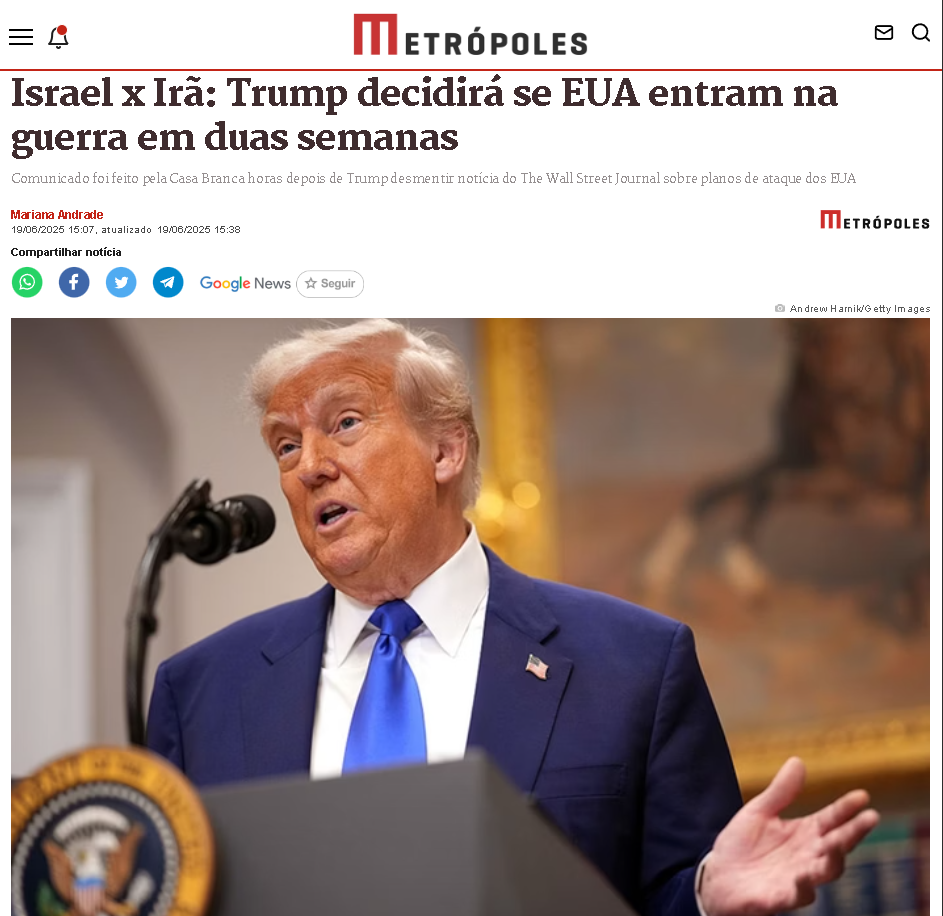 METRÓPOLES
Israel x Irã: Trump decidirá se EUA entram na
guerra em duas semanas
Comunicado foi feito pela Casa Branca horas depois de Trump desmentir notícia do The Wall Street Journal sobre planos de ataque dos EUA
Mariana Andrade
METRÓPOLES
19/06/2025 15:07, atualizado 19/06/2025 15:38
Compartilhar notícia
Google News
Seguir
Andrew Harnik/Getty Images